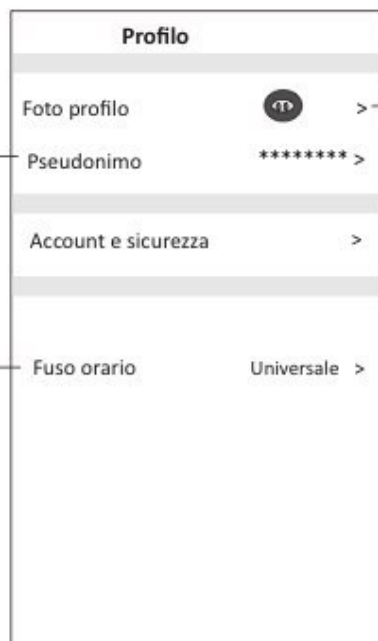 Profilo
Foto profilo >
Pseudonimo ******** >
Account e sicurezza >
Fuso orario Universale >